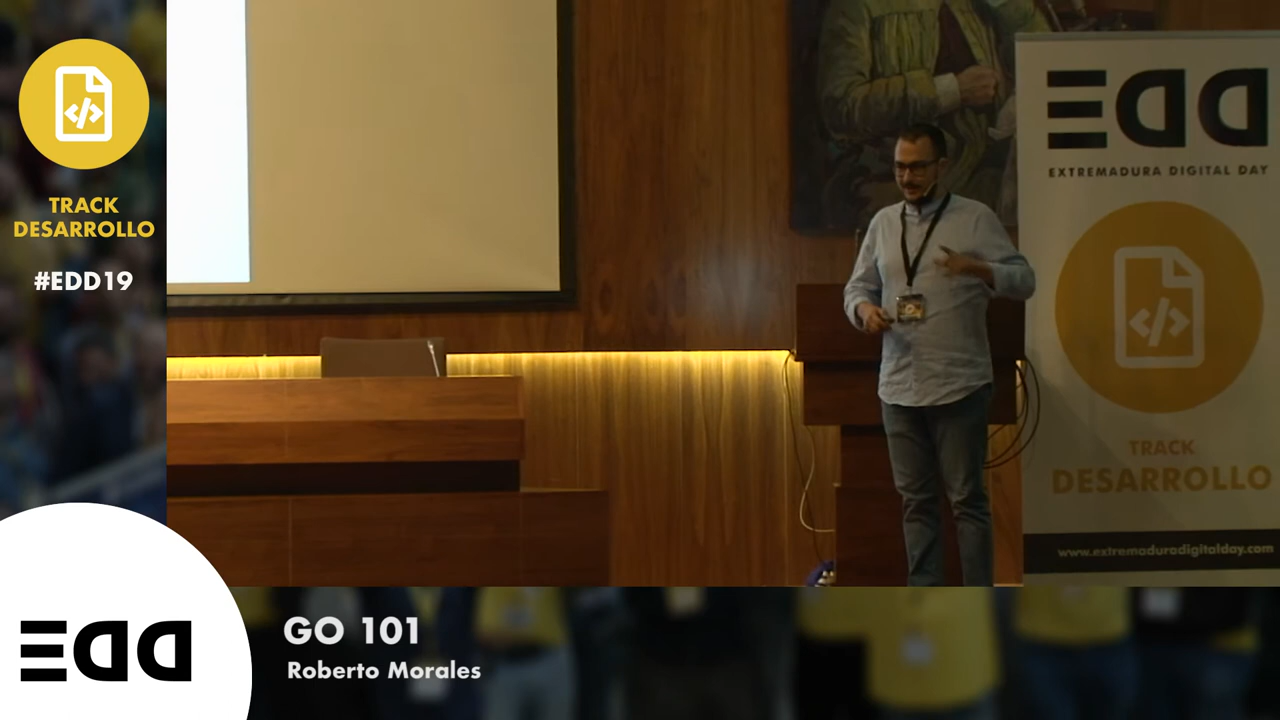 TRACK
DESARROLLO
#EDD19
EDD
EXTREMADURA DIGITAL DAY
TRACK
DESARROLLO
www.extremaduradigitalday.com
EDD
GO 101
Roberto Morales